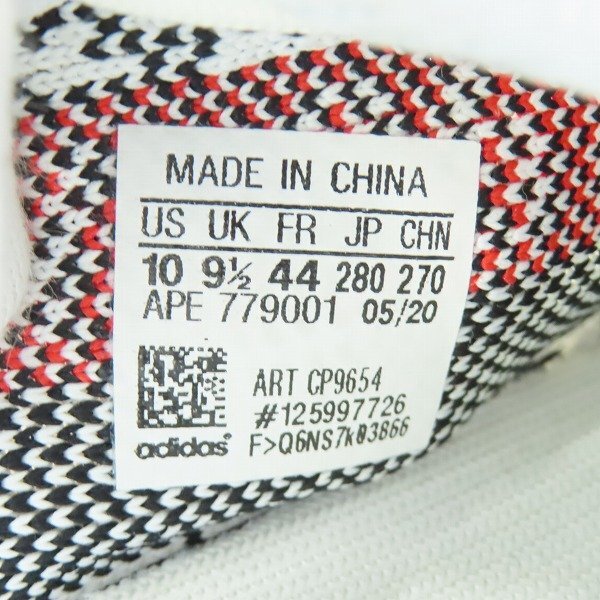 MADE IN CHINA
US UK FR JP CHN
10 9½ 44 280 270
APE 779001 05/20
ART CP9654
#125997726
F>Q6NS7k03866
adidas